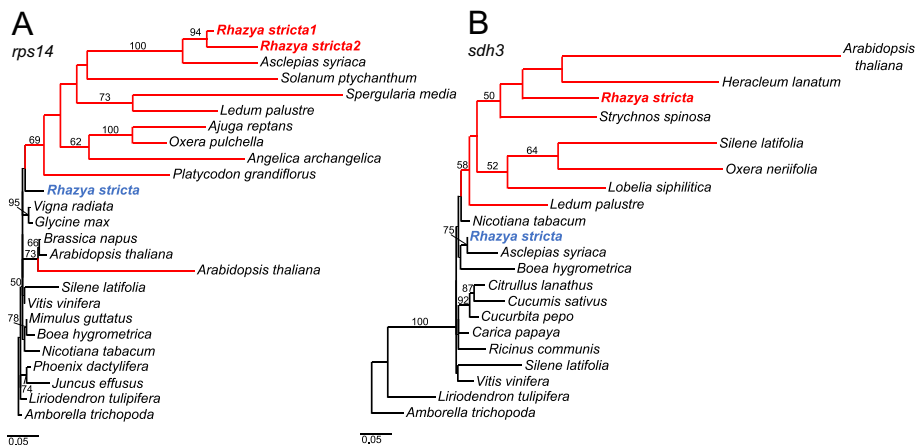 A
rps14
94
Rhazya stricta1
100
Rhazya stricta2
Asclepias syriaca
Solanum ptychanthum
73
Spergularia media
Ledum palustre
69
100
Ajuga reptans
62
Oxera pulchella
Angelica archangelica
Platycodon grandiflorus
Rhazya stricta
95
Vigna radiata
Glycine max
66
Brassica napus
73
Arabidopsis thaliana
Arabidopsis thaliana
50
Silene latifolia
Vitis vinifera
78
Mimulus guttatus
Boea hygrometrica
Nicotiana tabacum
Phoenix dactylifera
74
Juncus effusus
Liriodendron tulipifera
Amborella trichopoda
0.05
B
sdh3
Arabidopsis
thaliana
Heracleum lanatum
50
Rhazya stricta
Strychnos spinosa
64
Silene latifolia
58
52
Oxera neriifolia
Lobelia siphilitica
Ledum palustre
Nicotiana tabacum
75
Rhazya stricta
Asclepias syriaca
Boea hygrometrica
87
Citrullus lanathus
92
Cucumis sativus
Cucurbita pepo
100
Carica papaya
Ricinus communis
Silene latifolia
Vitis vinifera
Liriodendron tulipifera
Amborella trichopoda
0.05